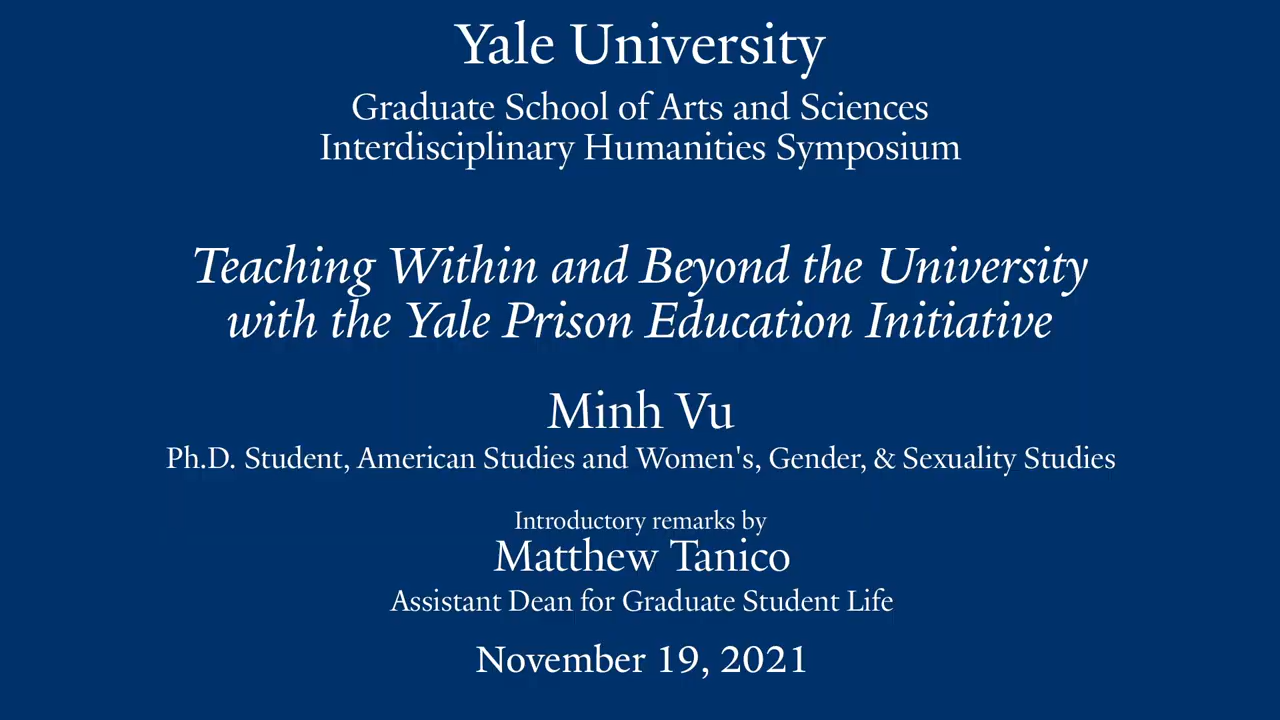 Yale University
Graduate School of Arts and Sciences
Interdisciplinary Humanities Symposium
Teaching Within and Beyond the University
with the Yale Prison Education Initiative
Minh Vu
Ph.D. Student, American Studies and Women's, Gender, & Sexuality Studies
Introductory remarks by
Matthew Tanico
Assistant Dean for Graduate Student Life
November 19, 2021